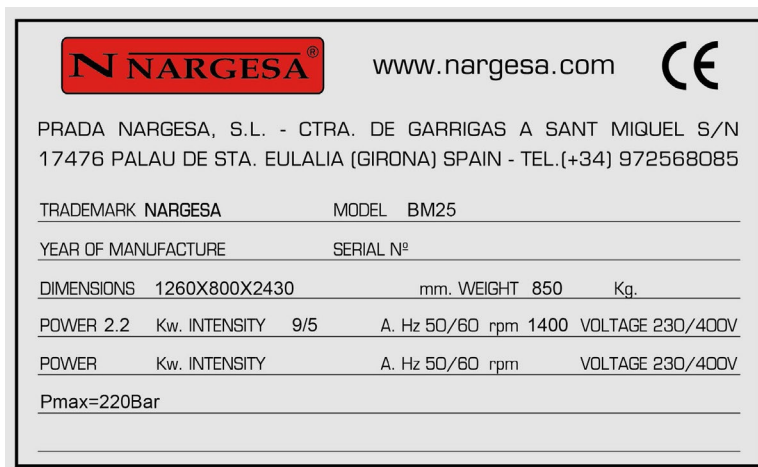 N NARGESA® www.nargesa.com CE
PRADA NARGESA, S.L. - CTRA. DE GARRIGAS A SANT MIQUEL S/N
17476 PALAU DE STA. EULALIA (GIRONA) SPAIN - TEL.(+34) 972568085
TRADEMARK NARGESA MODEL BM25
YEAR OF MANUFACTURE SERIAL Nº
DIMENSIONS 1260X800X2430 mm. WEIGHT 850 Kg.
POWER 2.2 Kw. INTENSITY 9/5 A. Hz 50/60 rpm 1400 VOLTAGE 230/400V
POWER Kw. INTENSITY A. Hz 50/60 rpm VOLTAGE 230/400V
Pmax=220Bar